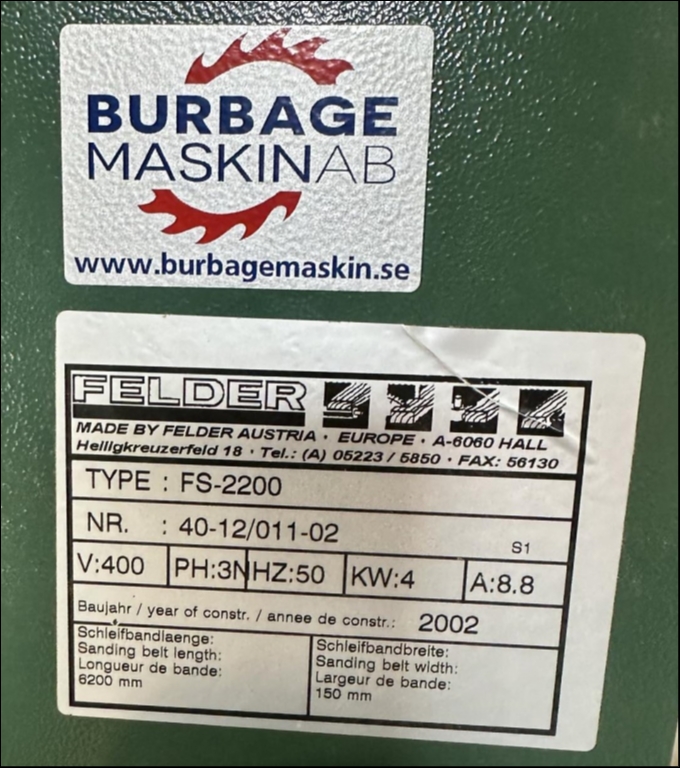 BURBAGE
MASKINAB
www.burbagemaskin.se
FELDER
MADE BY FELDER AUSTRIA · EUROPE · A-6060 HALL
Heiligkreuzerfeld 18 · Tel.: (A) 05223 / 5850 · FAX: 56130
TYPE : FS-2200
NR. : 40-12/011-02 S1
V:400 PH:3N HZ:50 KW:4 A:8.8
Baujahr / year of constr. / annee de constr.: 2002
Schleifbandlaenge:
Sanding belt length:
Longueur de bande:
6200 mm
Schleifbandbreite:
Sanding belt width:
Largeur de bande:
150 mm